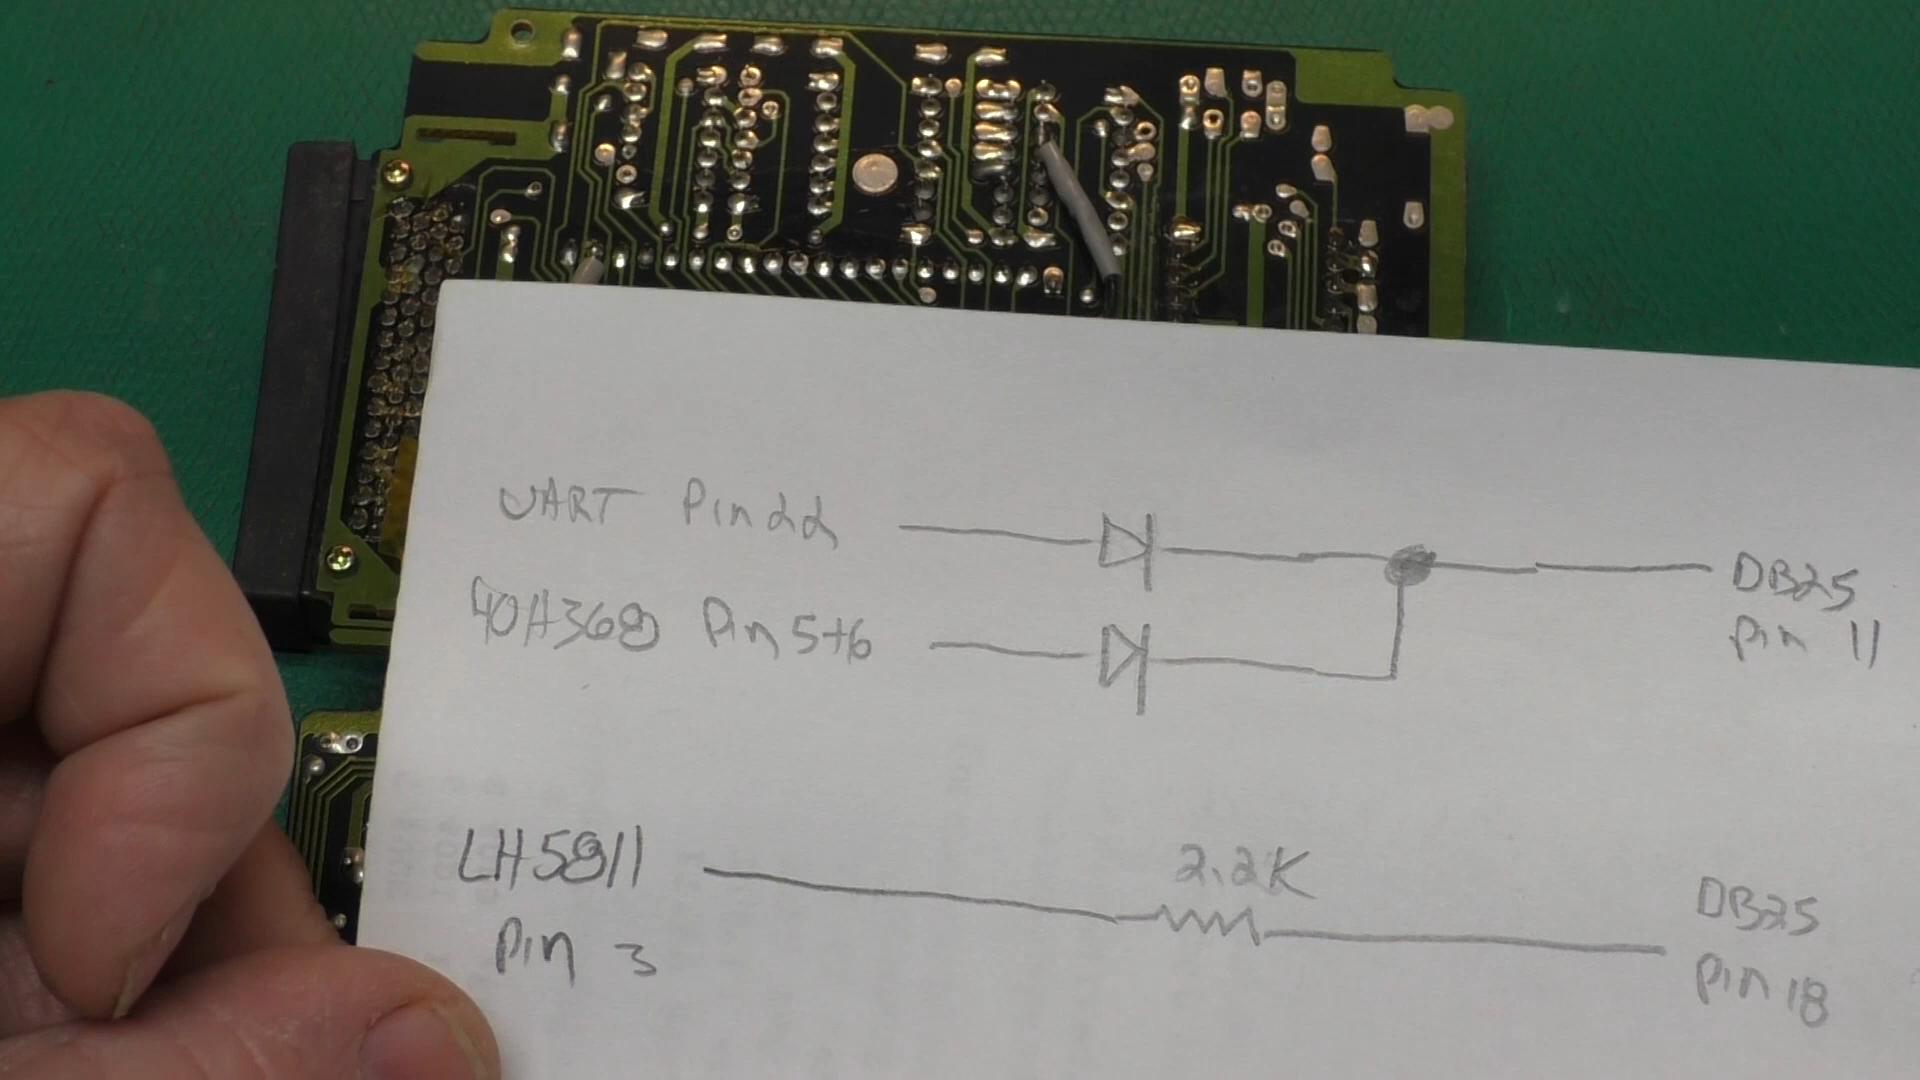 UART Pin 22
DB25
Pin 11
40H368 Pin 5+6
2.2K
LH5811
DB25
Pin 3
Pin 18